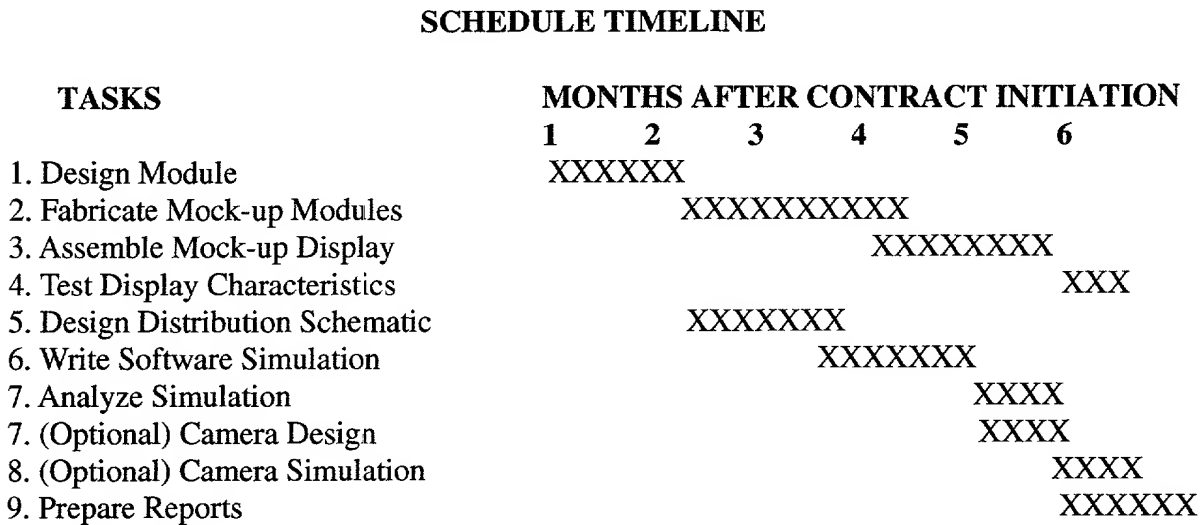 SCHEDULE TIMELINE
TASKS MONTHS AFTER CONTRACT INITIATION
1 2 3 4 5 6
1. Design Module XXXXXX
2. Fabricate Mock-up Modules XXXXXXXXXX
3. Assemble Mock-up Display XXXXXXXX
4. Test Display Characteristics XXX
5. Design Distribution Schematic XXXXXXX
6. Write Software Simulation XXXXXXX
7. Analyze Simulation XXXX
7. (Optional) Camera Design XXXX
8. (Optional) Camera Simulation XXXX
9. Prepare Reports XXXXXX